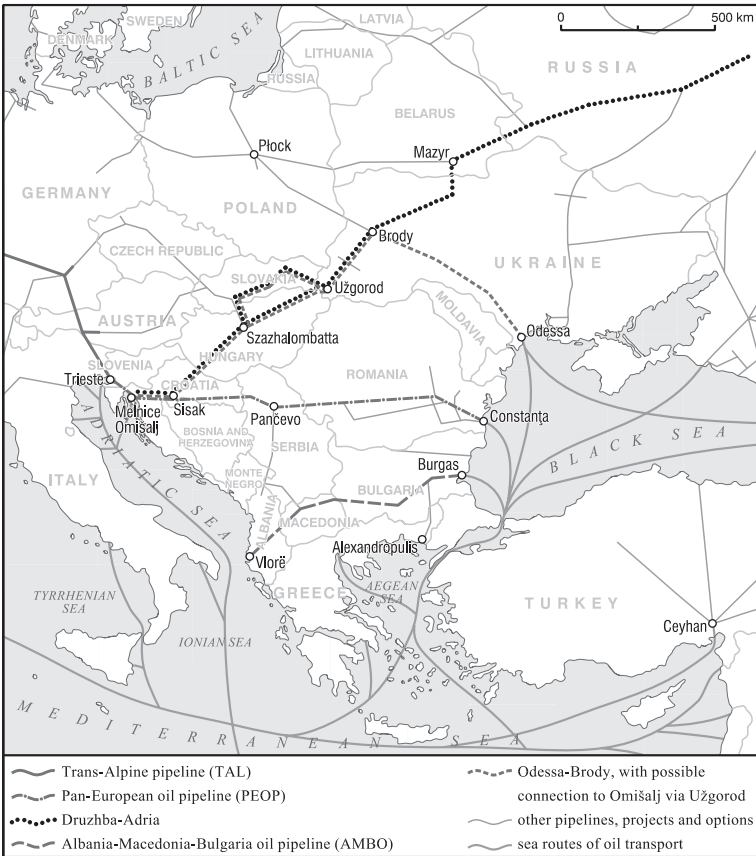 SWEDEN
LATVIA
0
500 km
DENMARK
BALTIC SEA
LITHUANIA
RUSSIA
RUSSIA
BELARUS
Płock
Mazyr
GERMANY
POLAND
Brody
CZECH REPUBLIC
UKRAINE
SLOVAKIA
Užgorod
MOLDAVIA
AUSTRIA
Szazhalombatta
Odessa
HUNGARY
SLOVENIA
ROMANIA
Trieste
CROATIA
Melnice
Omisalj
Sisak
Pančevo
Constanţa
BOSNIA AND
HERZEGOVINA
SERBIA
ADRIATIC SEA
BLACK SEA
ITALY
MONTE
NEGRO
Burgas
BULGARIA
ALBANIA
MACEDONIA
Vlorë
Alexandropulis
GREECE
AEGEAN
SEA
TYRRHENIAN
SEA
TURKEY
IONIAN SEA
Ceyhan
MEDITERRANEAN SEA
Trans-Alpine pipeline (TAL)
Pan-European oil pipeline (PEOP)
Druzhba-Adria
Albania-Macedonia-Bulgaria oil pipeline (AMBO)
Odessa-Brody, with possible
connection to Omišalj via Užgorod
other pipelines, projects and options
sea routes of oil transport